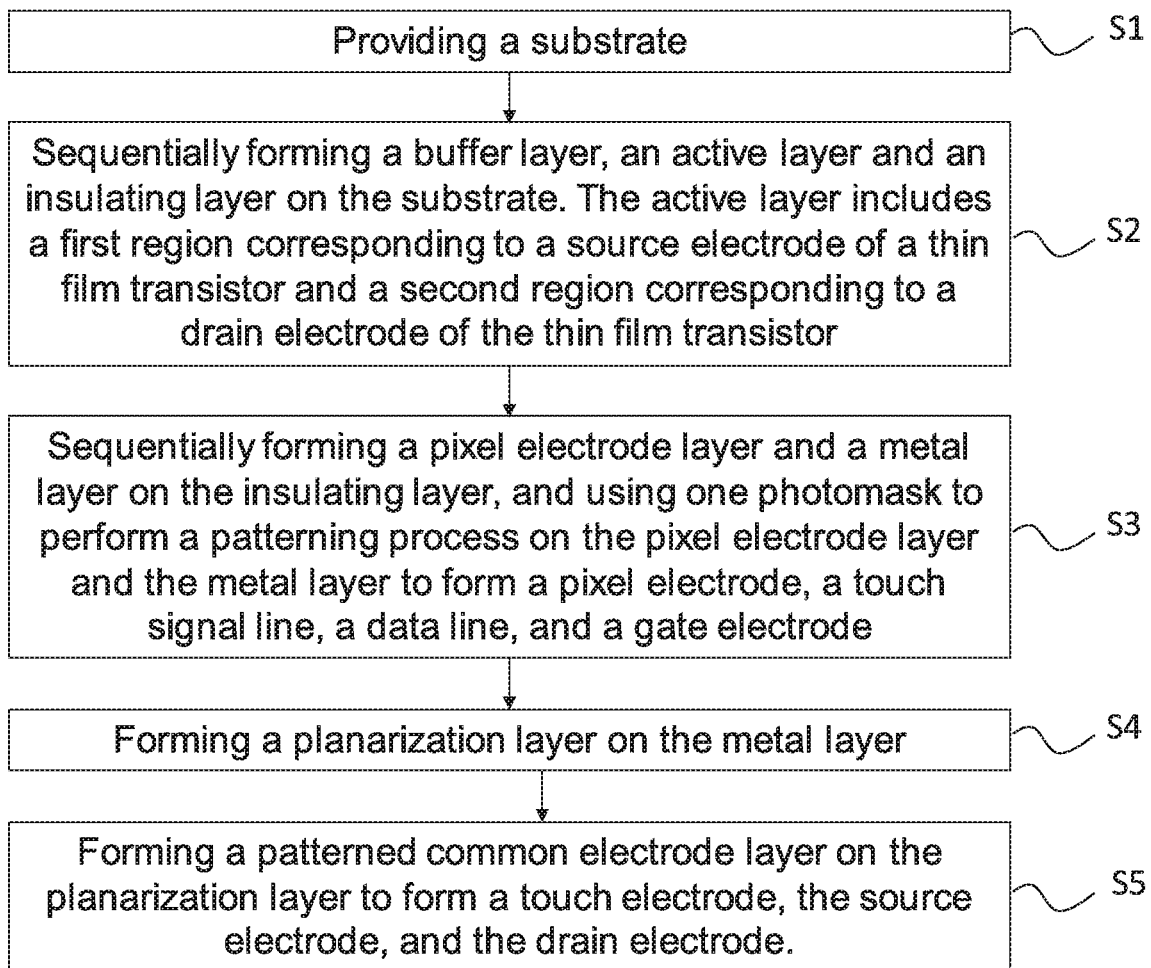 Providing a substrate
S1
Sequentially forming a buffer layer, an active layer and an
insulating layer on the substrate. The active layer includes
a first region corresponding to a source electrode of a thin
film transistor and a second region corresponding to a
drain electrode of the thin film transistor
S2
Sequentially forming a pixel electrode layer and a metal
layer on the insulating layer, and using one photomask to
perform a patterning process on the pixel electrode layer
and the metal layer to form a pixel electrode, a touch
signal line, a data line, and a gate electrode
S3
Forming a planarization layer on the metal layer
S4
Forming a patterned common electrode layer on the
planarization layer to form a touch electrode, the source
electrode, and the drain electrode.
S5